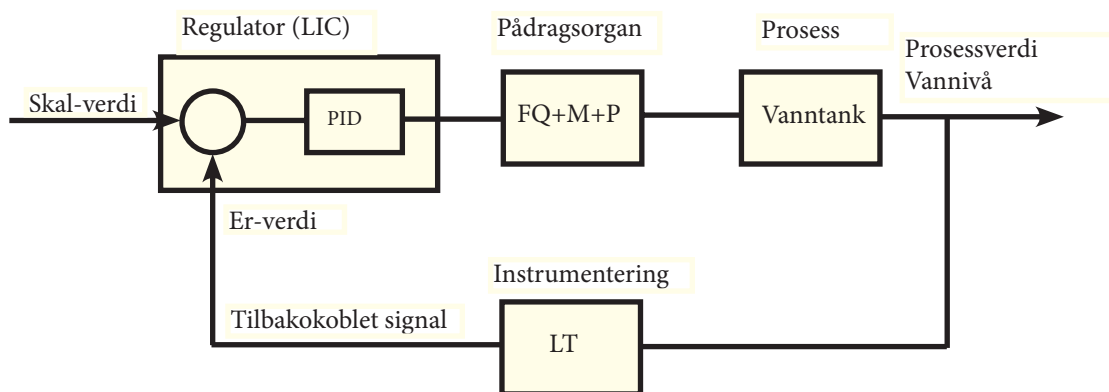 Regulator (LIC)
Pådragsorgan
Prosess
Prosessverdi
Vannivå
Skal-verdi
PID
FQ+M+P
Vanntank
Er-verdi
Instrumentering
Tilbakokoblet signal
LT